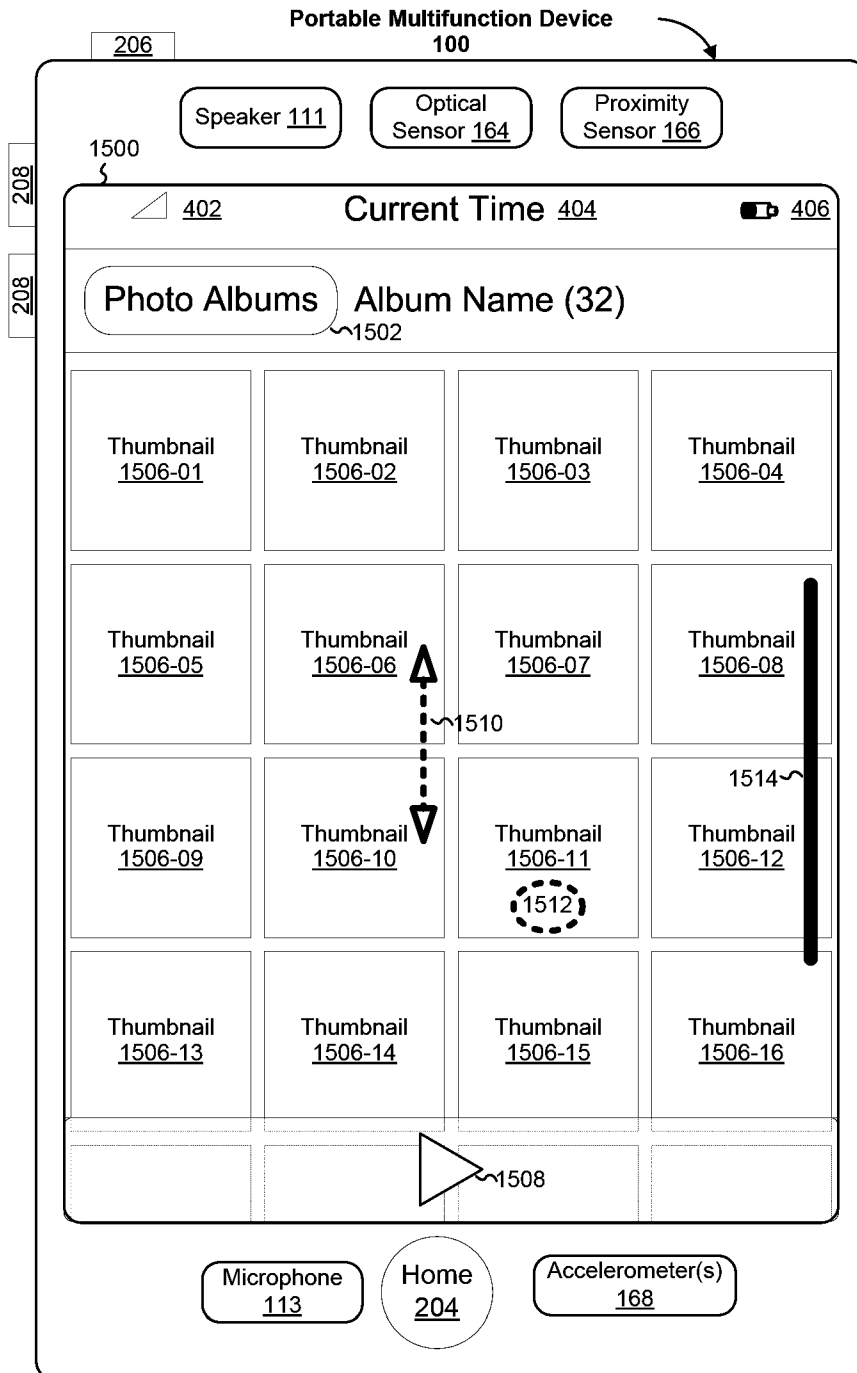 Portable Multifunction Device
100
206
Speaker 111
Optical
Sensor 164
Proximity
Sensor 166
1500
208
208
402
Current Time 404
406
Photo Albums
Album Name (32)
1502
Thumbnail
1506-01
Thumbnail
1506-02
Thumbnail
1506-03
Thumbnail
1506-04
Thumbnail
1506-05
Thumbnail
1506-06
Thumbnail
1506-07
Thumbnail
1506-08
1510
1514
Thumbnail
1506-09
Thumbnail
1506-10
Thumbnail
1506-11
1512
Thumbnail
1506-12
Thumbnail
1506-13
Thumbnail
1506-14
Thumbnail
1506-15
Thumbnail
1506-16
1508
Microphone
113
Home
204
Accelerometer(s)
168